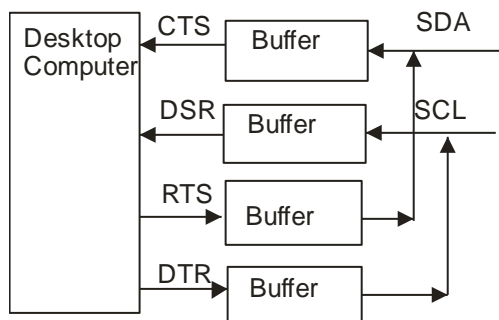 Desktop
Computer
CTS
Buffer
SDA
DSR
Buffer
SCL
RTS
Buffer
DTR
Buffer